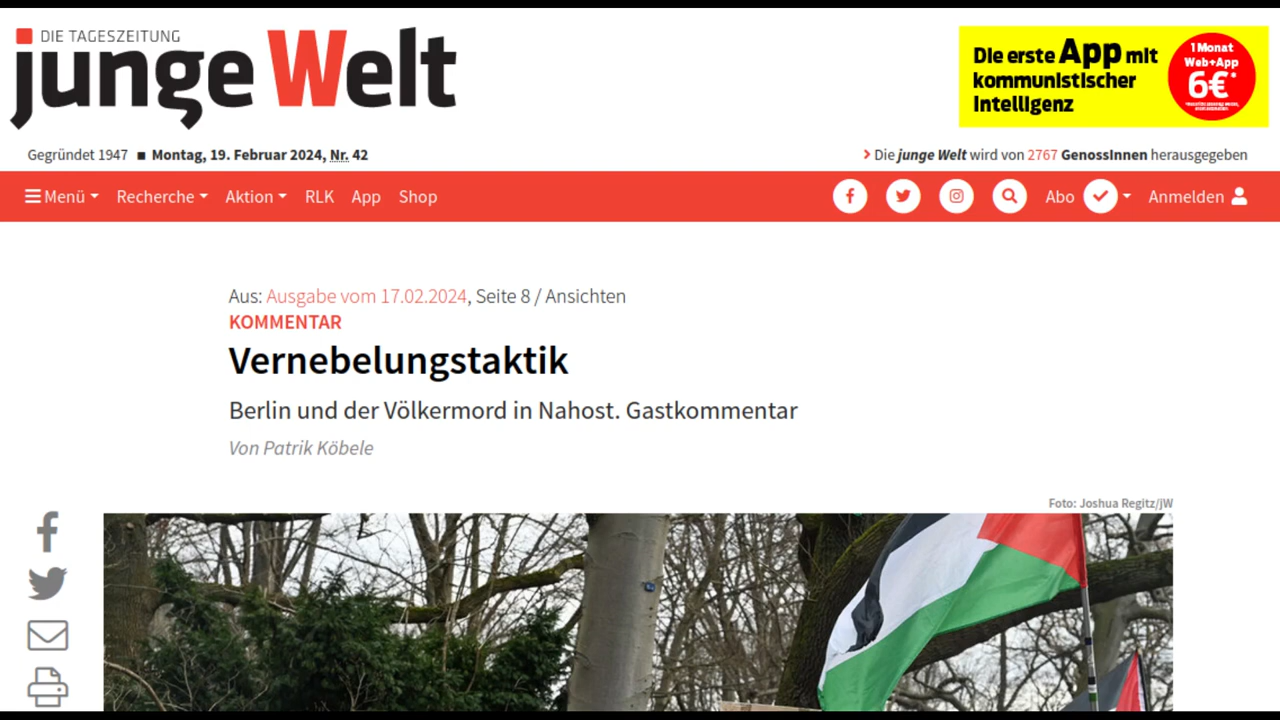 DIE TAGESZEITUNG
junge Welt
Die erste App mit
kommunistischer
Intelligenz
1 Monat
Web+App
6€*
Gegründet 1947 ■ Montag, 19. Februar 2024, Nr. 42
Die junge Welt wird von 2767 GenossInnen herausgegeben
Menü Recherche Aktion RLK App Shop
Abo Anmelden
Aus: Ausgabe vom 17.02.2024, Seite 8 / Ansichten
KOMMENTAR
Vernebelungstaktik
Berlin und der Völkermord in Nahost. Gastkommentar
Von Patrik Köbele
Foto: Joshua Regitz/jW